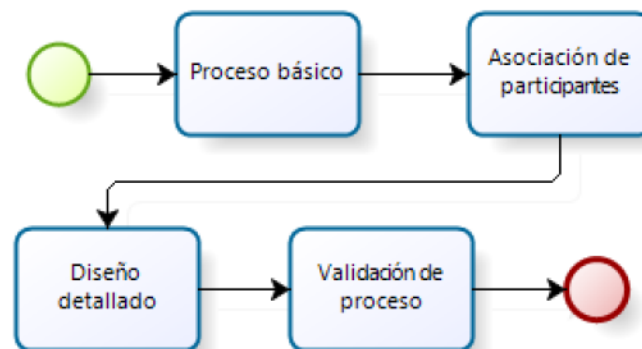 Proceso básico
Asociación de
participantes
Diseño
detallado
Validación de
proceso